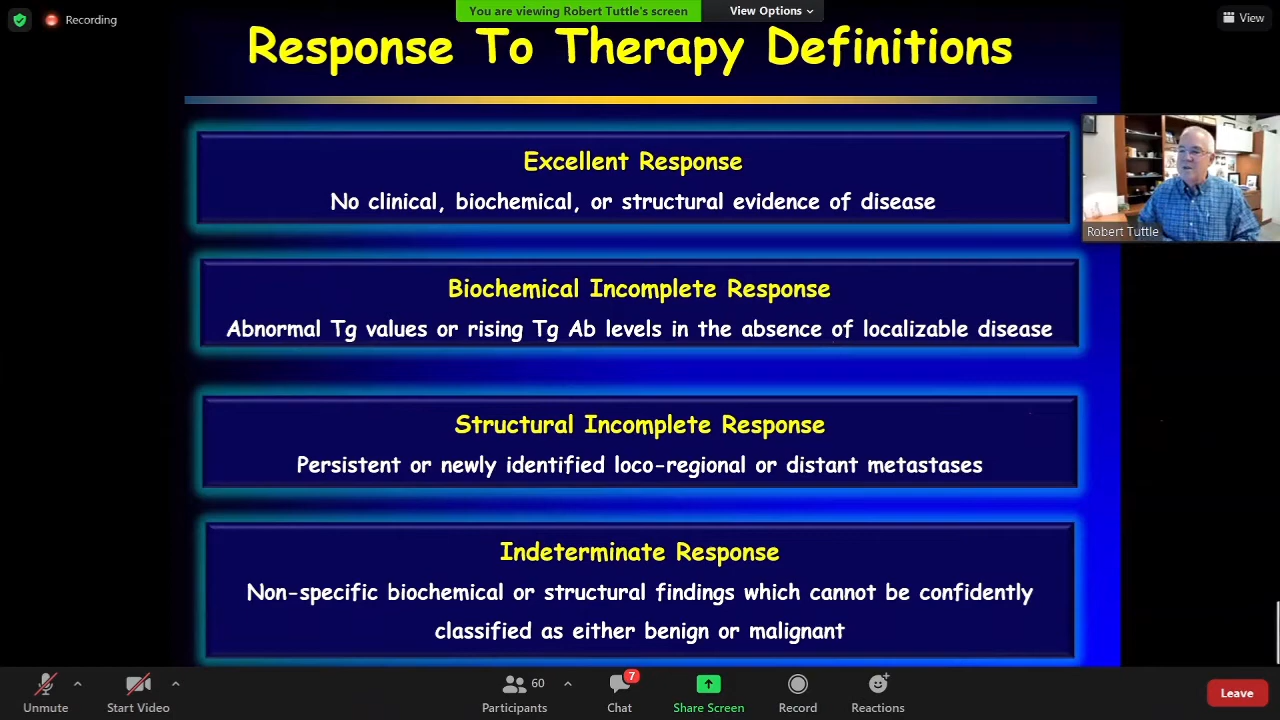 Recording
You are viewing Robert Tuttle's screen
View Options
View
Response To Therapy Definitions
Excellent Response
No clinical, biochemical, or structural evidence of disease
Robert Tuttle
Biochemical Incomplete Response
Abnormal Tg values or rising Tg Ab levels in the absence of localizable disease
Structural Incomplete Response
Persistent or newly identified loco-regional or distant metastases
Indeterminate Response
Non-specific biochemical or structural findings which cannot be confidently
classified as either benign or malignant
60
7
Unmute
Start Video
Participants
Chat
Share Screen
Record
Reactions
Leave